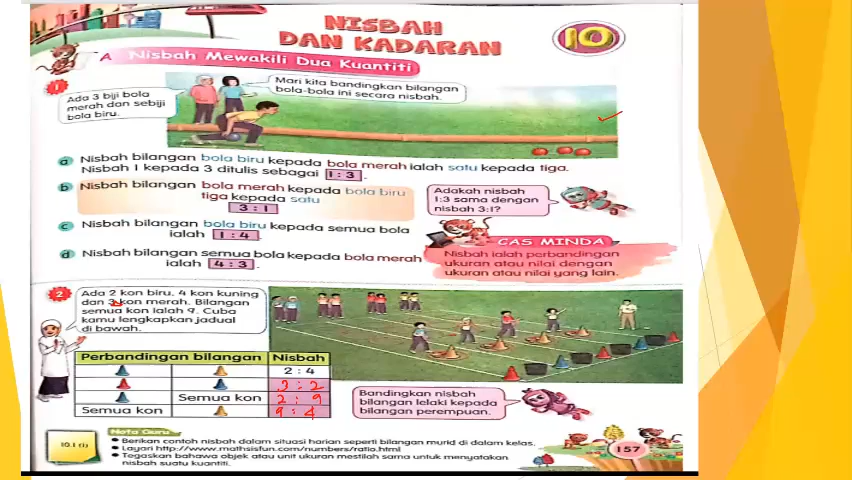 NISBAH
DAN KADARAN
10
A Nisbah Mewakili Dua Kuantiti
1
Ada 3 biji bola
merah dan sebiji
bola biru.
Mari kita bandingkan bilangan
bola-bola ini secara nisbah.
a Nisbah bilangan bola biru kepada bola merah ialah satu kepada tiga.
Nisbah 1 kepada 3 ditulis sebagai 1 : 3.
b Nisbah bilangan bola merah kepada bola biru
tiga kepada satu
3 : 1
Adakah nisbah
1:3 sama dengan
nisbah 3:1?
c Nisbah bilangan bola biru kepada semua bola
ialah 1 : 4.
d Nisbah bilangan semua bola kepada bola merah
ialah 4 : 3.
CAS MINDA
Nisbah ialah perbandingan
ukuran atau nilai dengan
ukuran atau nilai yang lain.
2
Ada 2 kon biru, 4 kon kuning
dan 3 kon merah. Bilangan
semua kon ialah 9. Cuba
kamu lengkapkan jadual
di bawah.
Perbandingan bilangan Nisbah
2 : 4
3 : 2
Semua kon 2 : 9
Semua kon 9 : 4
Bandingkan nisbah
bilangan lelaki kepada
bilangan perempuan.
Nota Guru
10.1 (i)
• Berikan contoh nisbah dalam situasi harian seperti bilangan murid di dalam kelas.
• Layari http://www.mathsisfun.com/numbers/ratio.html
• Tegaskan bahawa objek atau unit ukuran mestilah sama untuk menyatakan
nisbah suatu kuantiti.
157